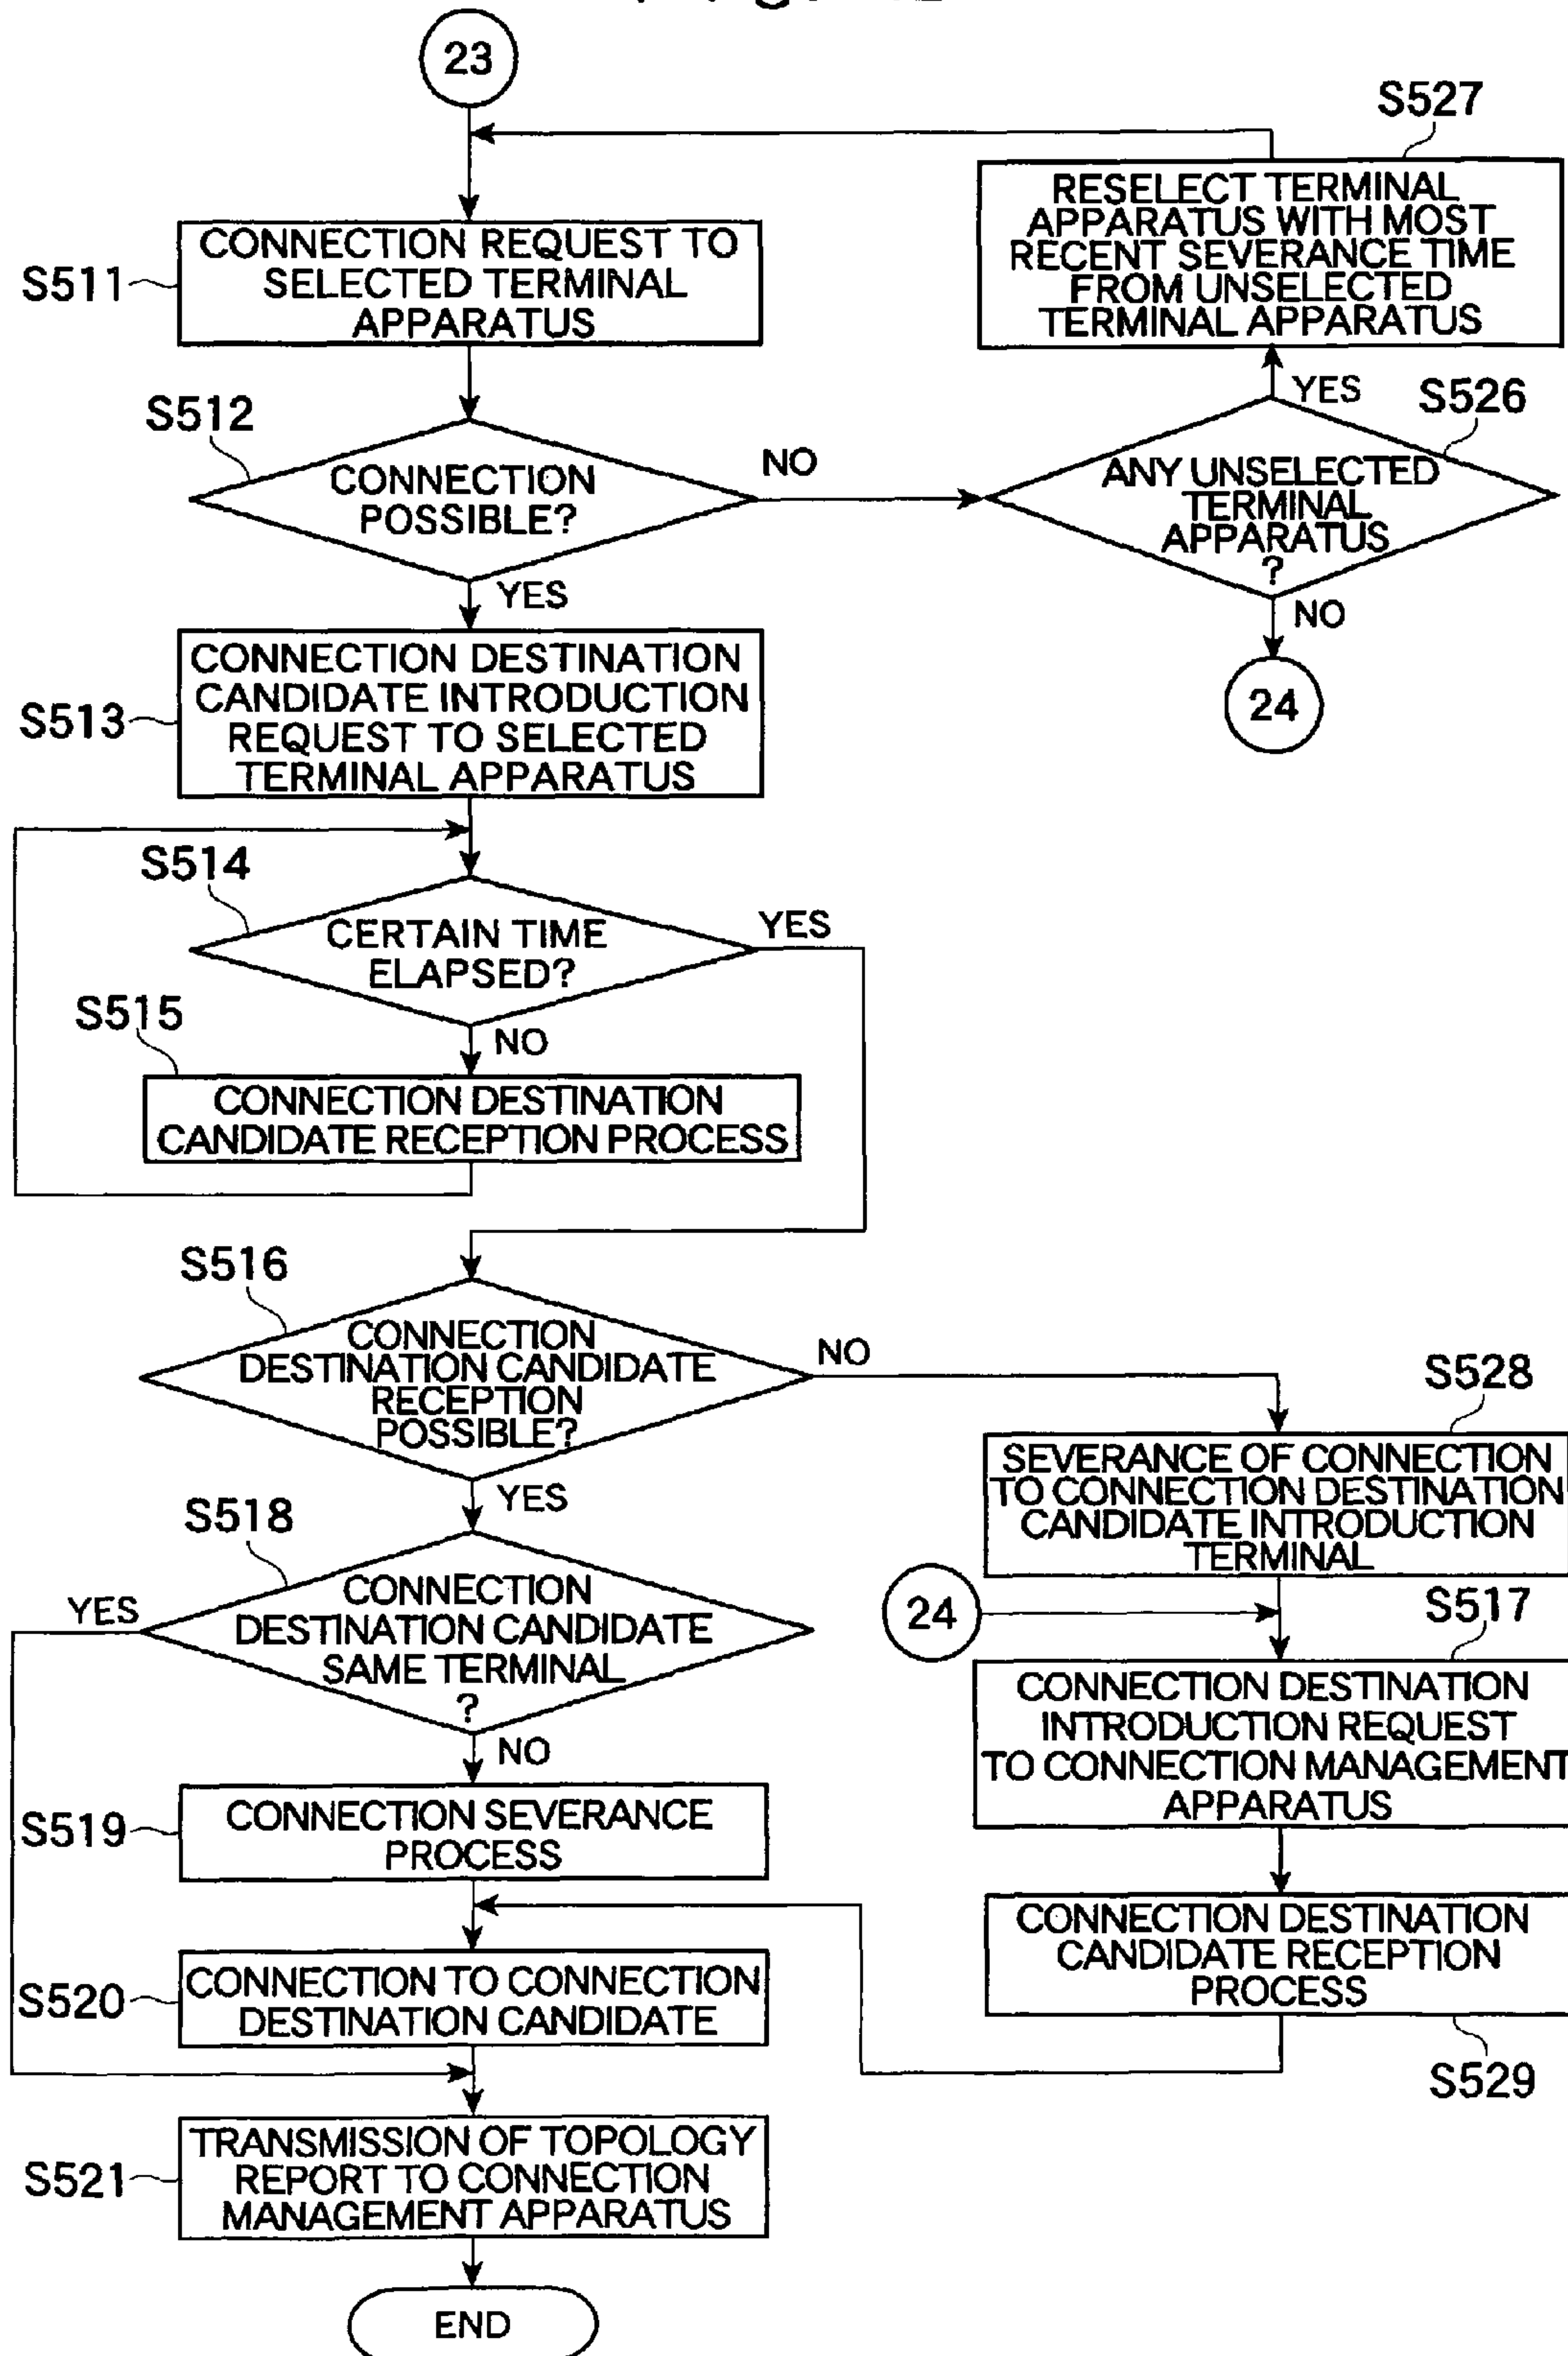 23
S527
RESELECT TERMINAL
APPARATUS WITH MOST
RECENT SEVERANCE TIME
FROM UNSELECTED
TERMINAL APPARATUS
S511
CONNECTION REQUEST TO
SELECTED TERMINAL
APPARATUS
S512
CONNECTION
POSSIBLE?
NO
YES
YES
S526
ANY UNSELECTED
TERMINAL
APPARATUS
?
NO
24
S513
CONNECTION DESTINATION
CANDIDATE INTRODUCTION
REQUEST TO SELECTED
TERMINAL APPARATUS
S514
CERTAIN TIME
ELAPSED?
YES
NO
S515
CONNECTION DESTINATION
CANDIDATE RECEPTION PROCESS
S516
CONNECTION
DESTINATION CANDIDATE
RECEPTION
POSSIBLE?
NO
YES
S528
SEVERANCE OF CONNECTION
TO CONNECTION DESTINATION
CANDIDATE INTRODUCTION
TERMINAL
S518
CONNECTION
DESTINATION CANDIDATE
SAME TERMINAL
?
YES
NO
24
S517
CONNECTION DESTINATION
INTRODUCTION REQUEST
TO CONNECTION MANAGEMENT
APPARATUS
S519
CONNECTION SEVERANCE
PROCESS
CONNECTION DESTINATION
CANDIDATE RECEPTION
PROCESS
S529
S520
CONNECTION TO CONNECTION
DESTINATION CANDIDATE
S521
TRANSMISSION OF TOPOLOGY
REPORT TO CONNECTION
MANAGEMENT APPARATUS
END